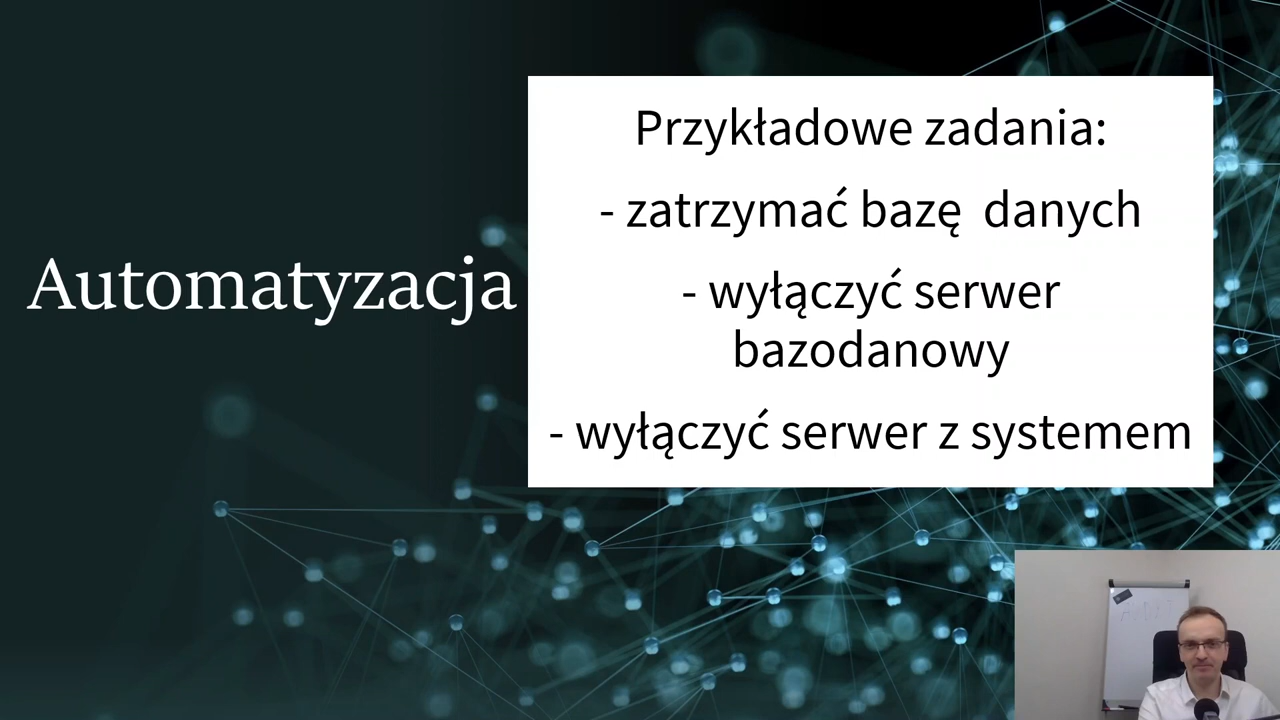 Automatyzacja
Przykładowe zadania:
- zatrzymać bazę danych
- wyłączyć serwer
bazodanowy
- wyłączyć serwer z systemem